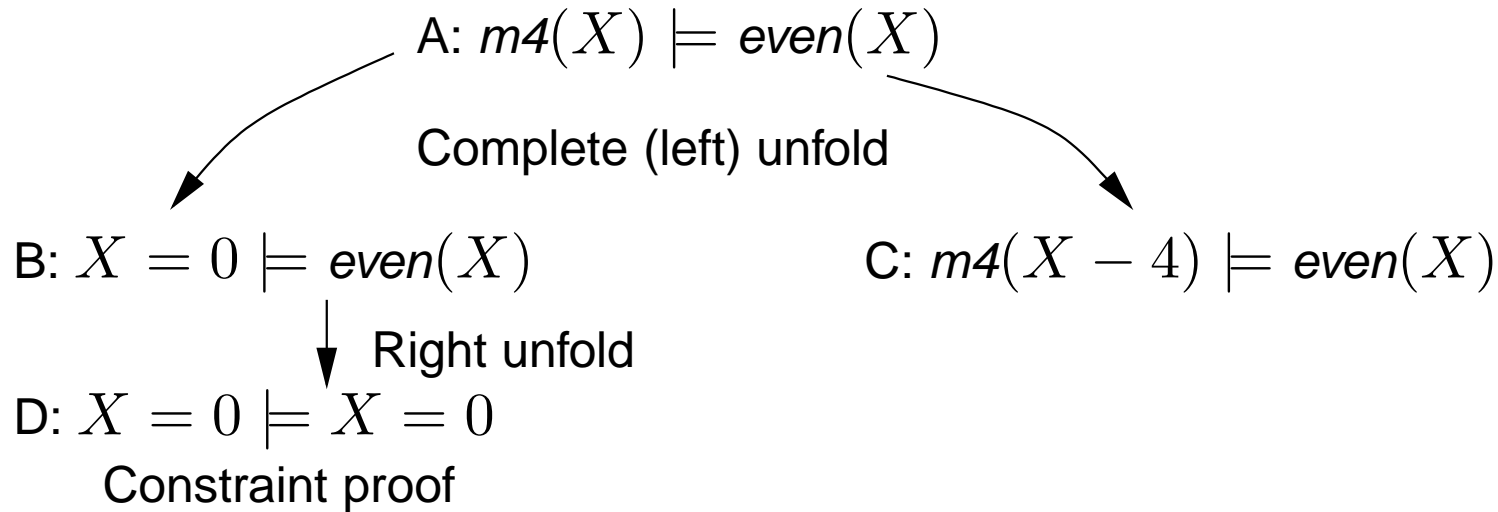 A: m4(X) |= even(X)
Complete (left) unfold
B: X = 0 |= even(X)
C: m4(X − 4) |= even(X)
Right unfold
D: X = 0 |= X = 0
Constraint proof